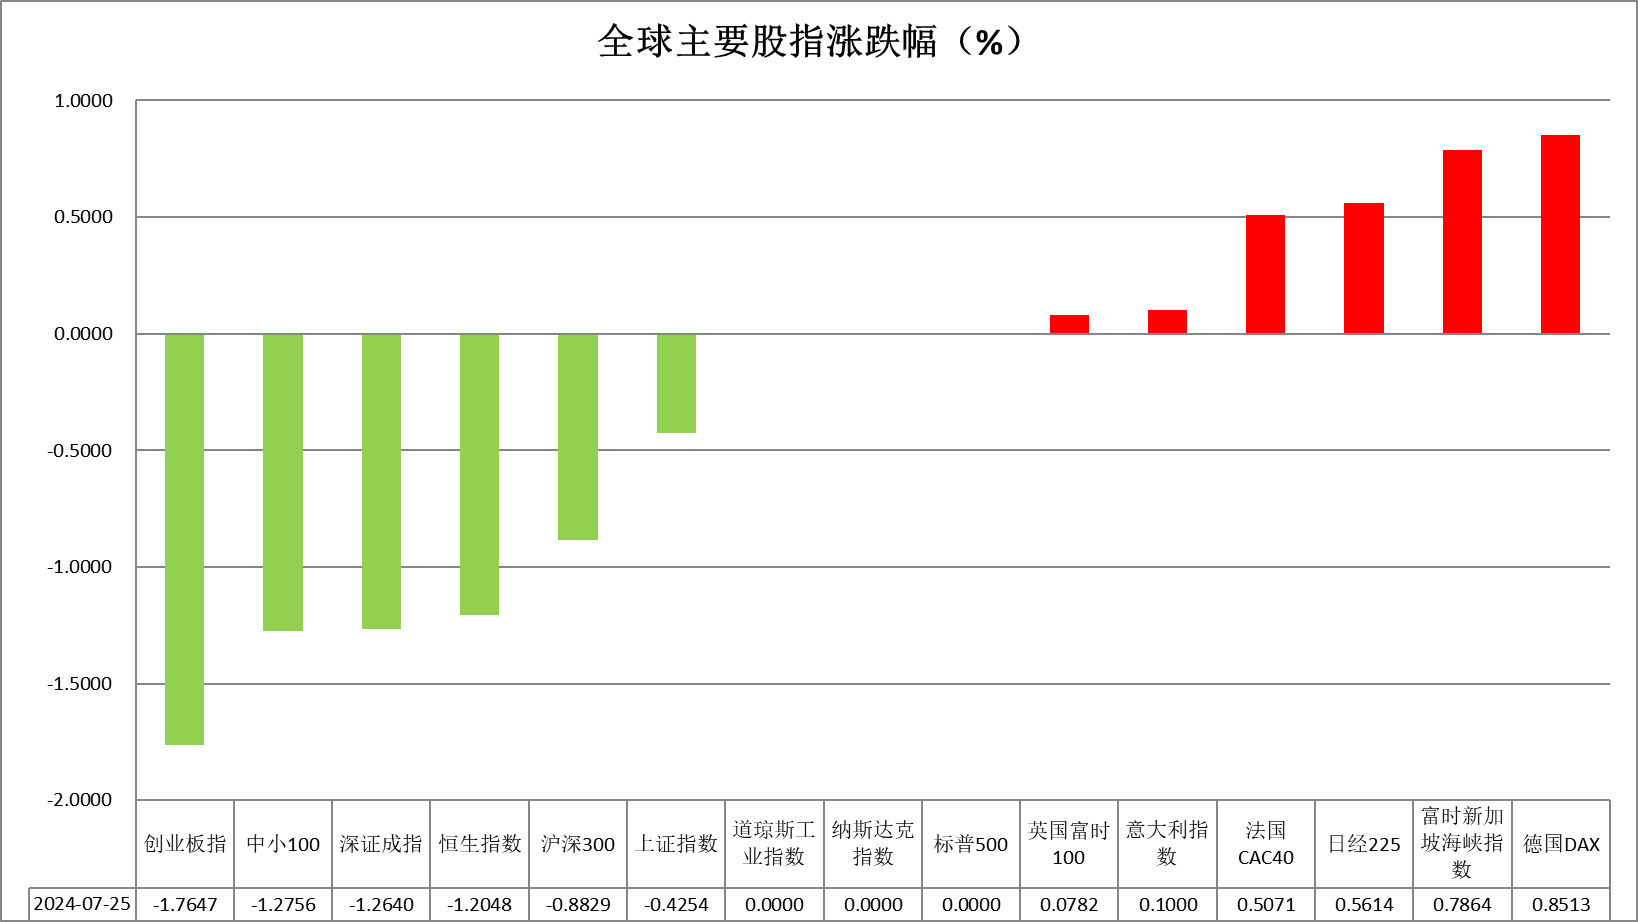 全球主要股指涨跌幅（%）
1.0000
0.5000
0.0000
-0.5000
-1.0000
-1.5000
-2.0000
创业板指
中小100
深证成指
恒生指数
沪深300
上证指数
道琼斯工
业指数
纳斯达克
指数
标普500
英国富时
100
意大利指
数
法国
CAC40
日经225
富时新加
坡海峡指
数
德国DAX
2024-07-25 -1.7647 -1.2756 -1.2640 -1.2048 -0.8829 -0.4254 0.0000 0.0000 0.0000 0.0782 0.1000 0.5071 0.5614 0.7864 0.8513